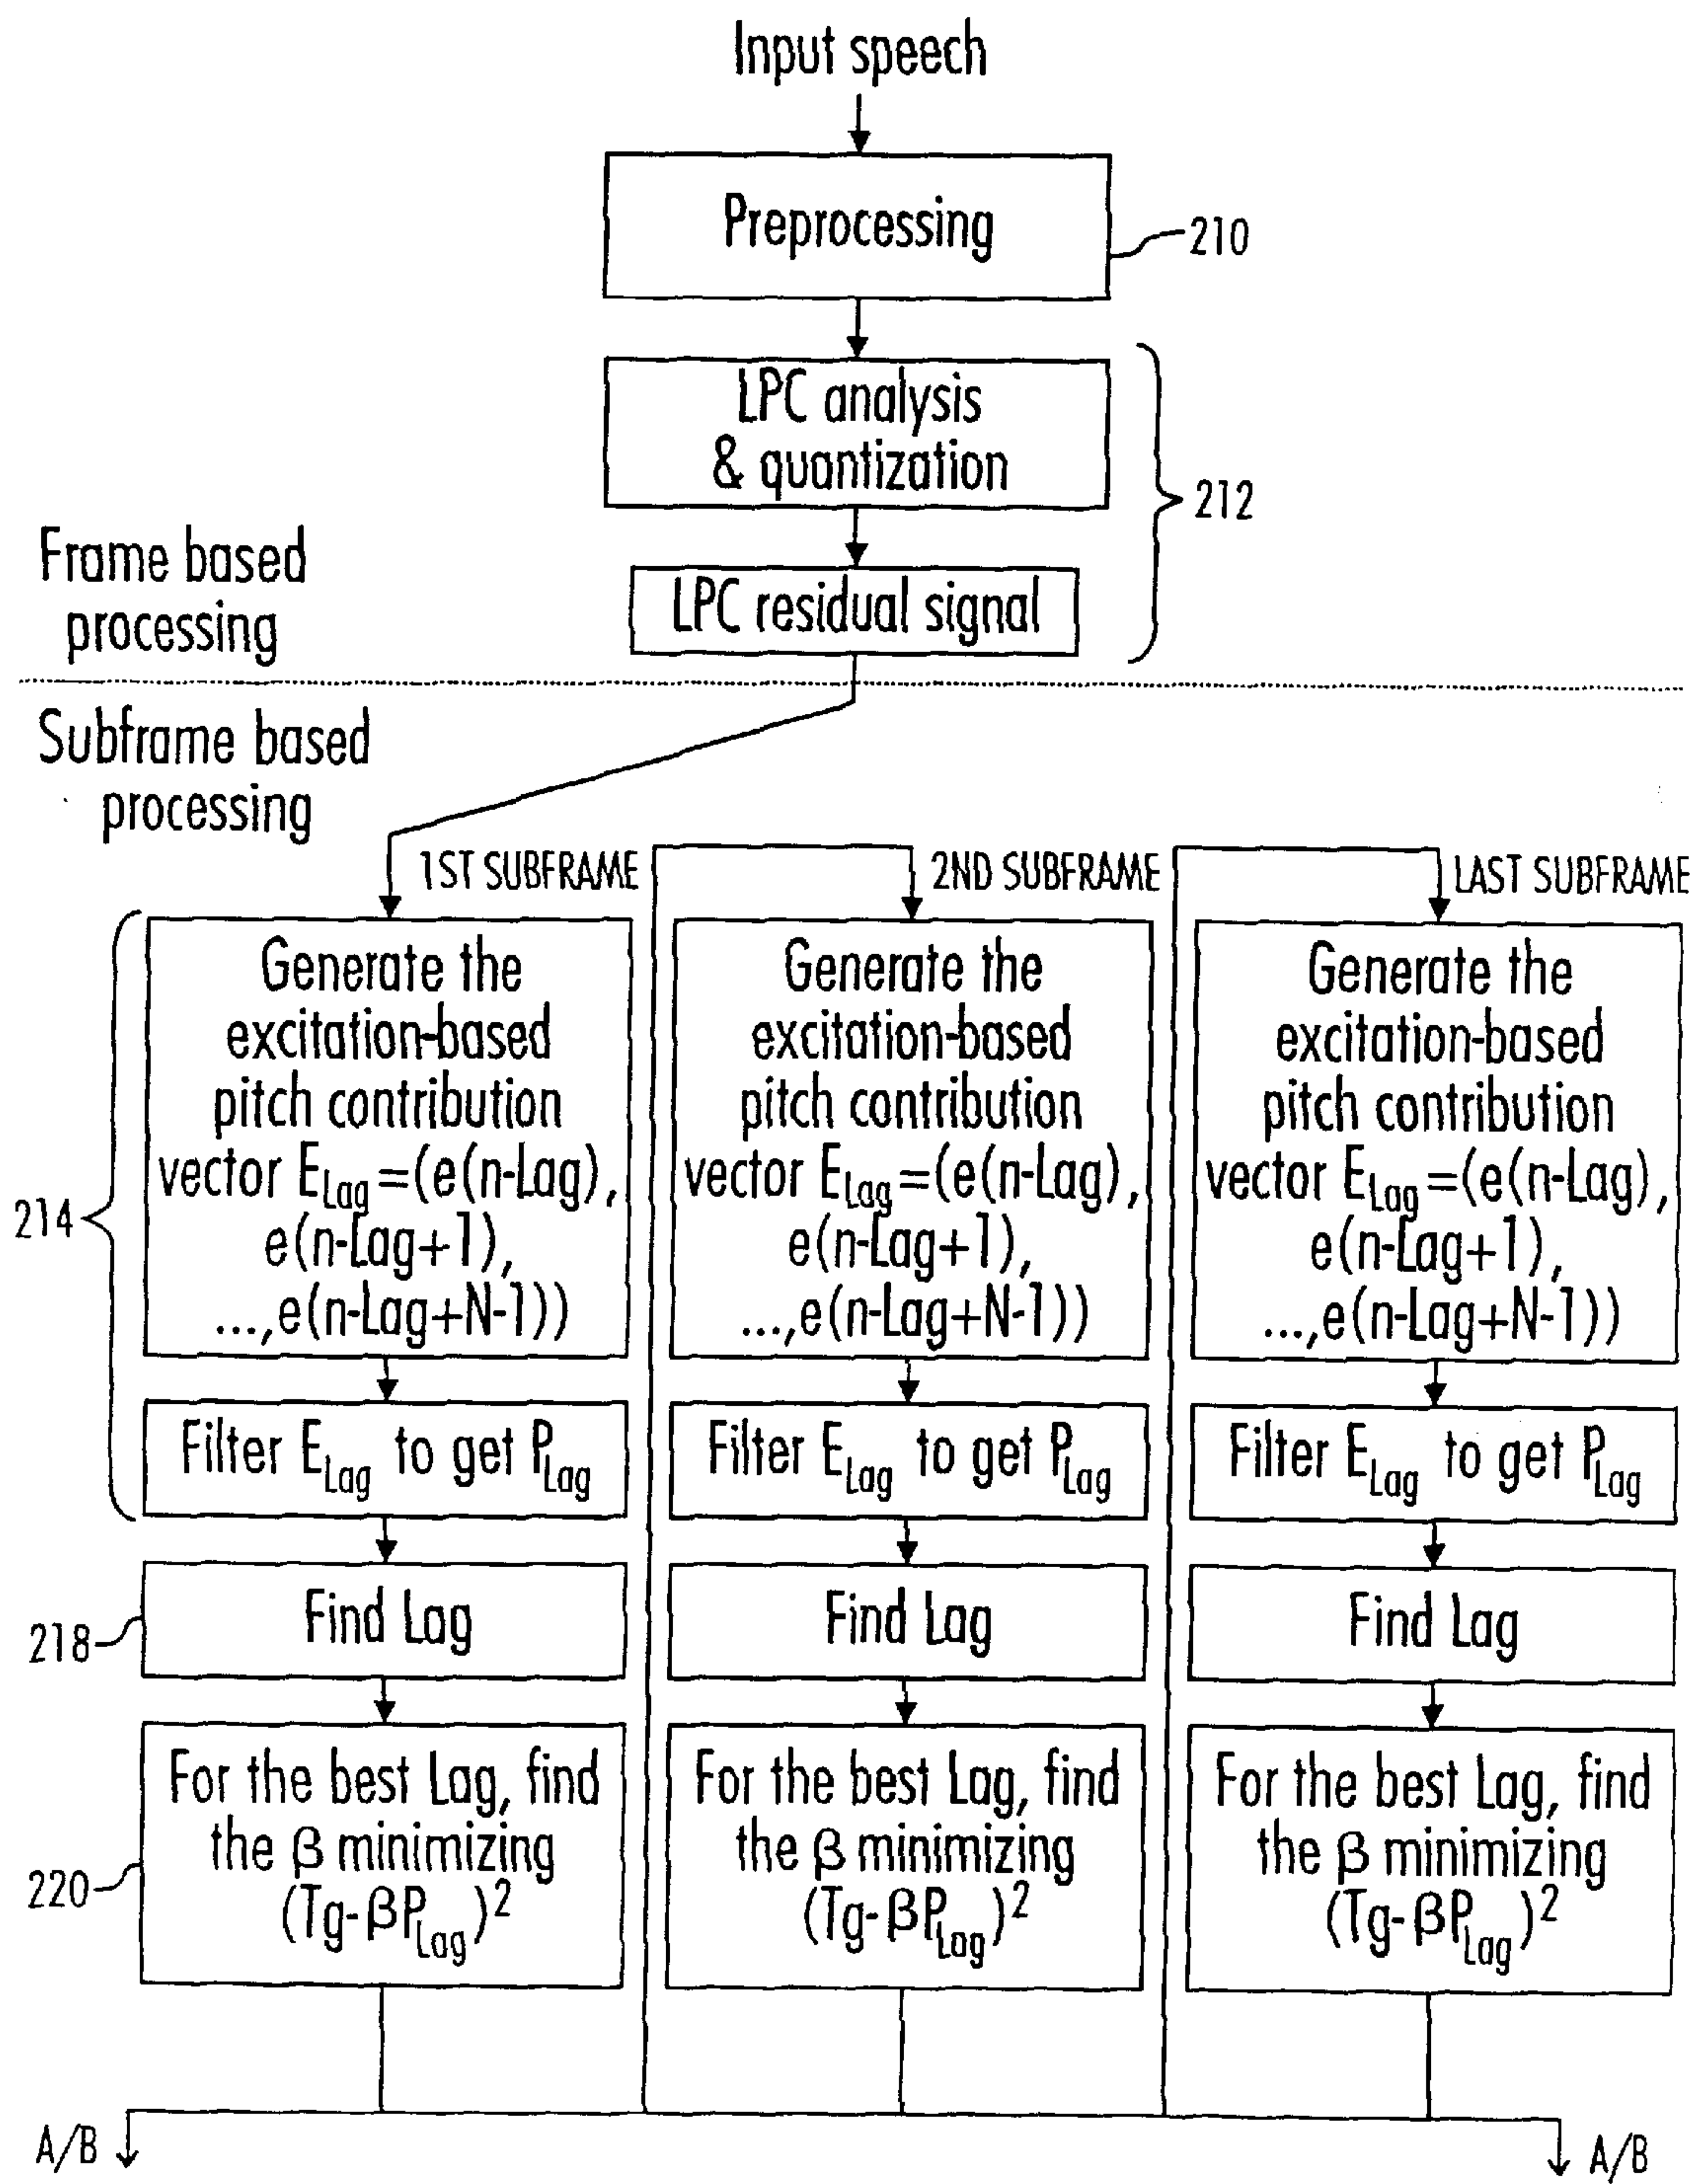 Input speech
Preprocessing
210
LPC analysis
& quantization
212
LPC residual signal
Frame based
processing
Subframe based
processing
1ST SUBFRAME
2ND SUBFRAME
LAST SUBFRAME
214
Generate the
excitation-based
pitch contribution
vector E_Lag=(e(n-Lag),
e(n-Lag+1),
...,e(n-Lag+N-1))
Filter E_Lag to get P_Lag
218
Find Lag
220
For the best Lag, find
the β minimizing
(Tg-βP_Lag)²
Generate the
excitation-based
pitch contribution
vector E_Lag=(e(n-Lag),
e(n-Lag+1),
...,e(n-Lag+N-1))
Filter E_Lag to get P_Lag
Find Lag
For the best Lag, find
the β minimizing
(Tg-βP_Lag)²
Generate the
excitation-based
pitch contribution
vector E_Lag=(e(n-Lag),
e(n-Lag+1),
...,e(n-Lag+N-1))
Filter E_Lag to get P_Lag
Find Lag
For the best Lag, find
the β minimizing
(Tg-βP_Lag)²
A/B
A/B